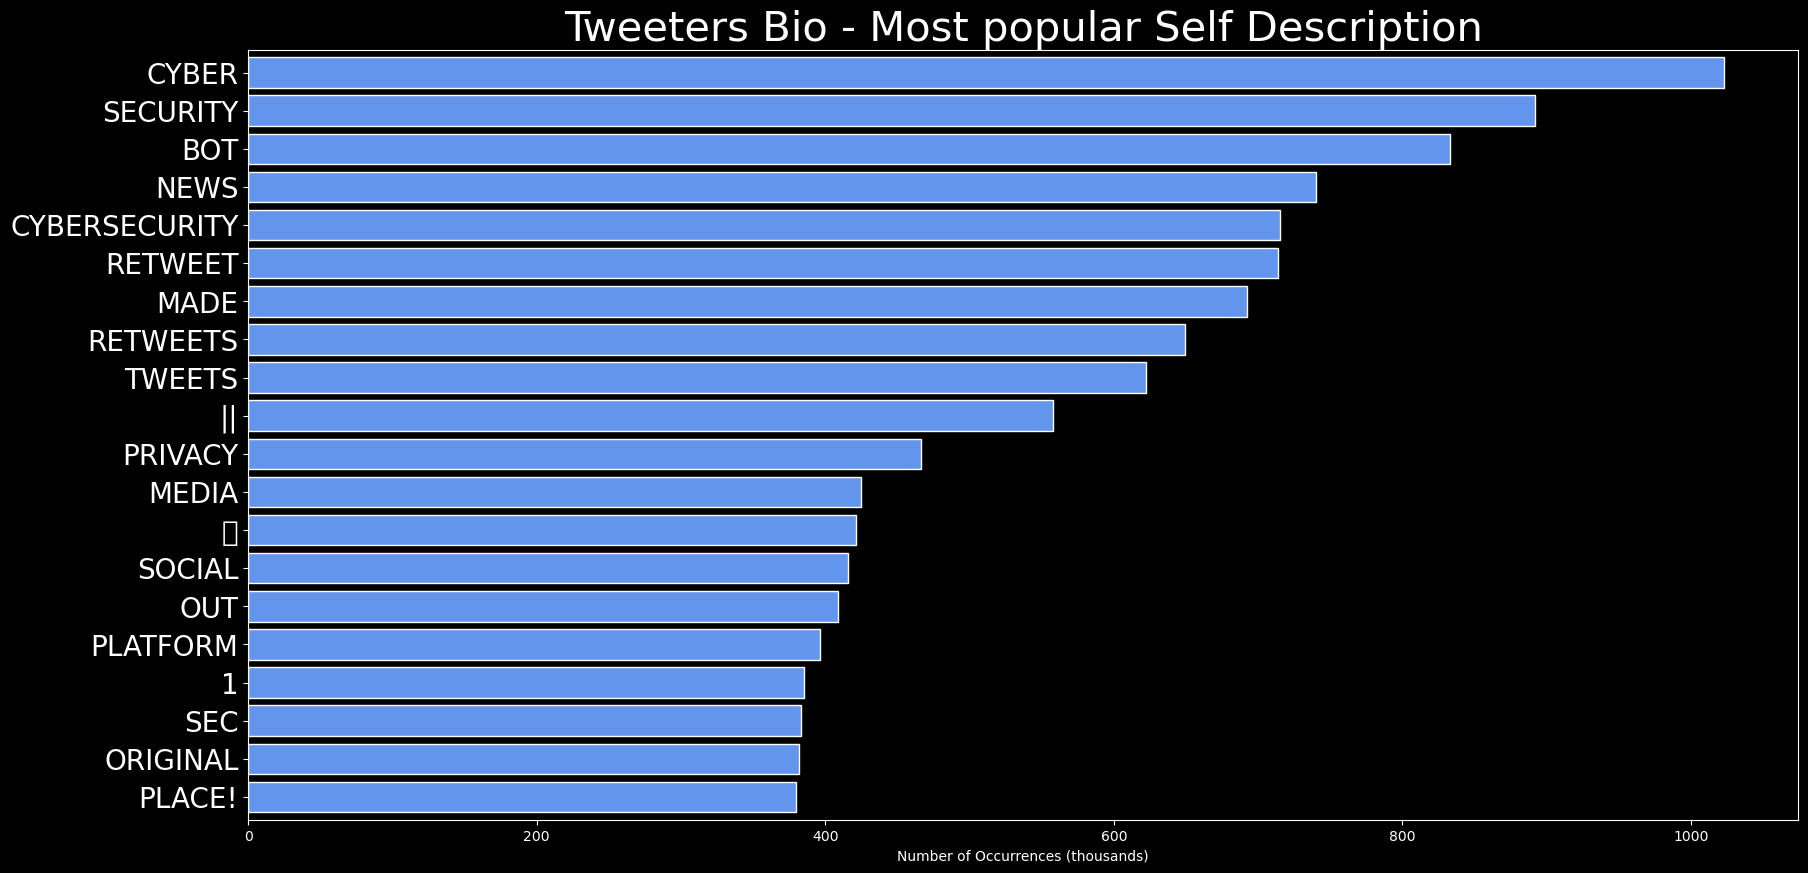 Tweeters Bio - Most popular Self Description
CYBER
SECURITY
BOT
NEWS
CYBERSECURITY
RETWEET
MADE
RETWEETS
TWEETS
||
PRIVACY
MEDIA
▯
SOCIAL
OUT
PLATFORM
1
SEC
ORIGINAL
PLACE!
0 200 400 600 800 1000
Number of Occurrences (thousands)